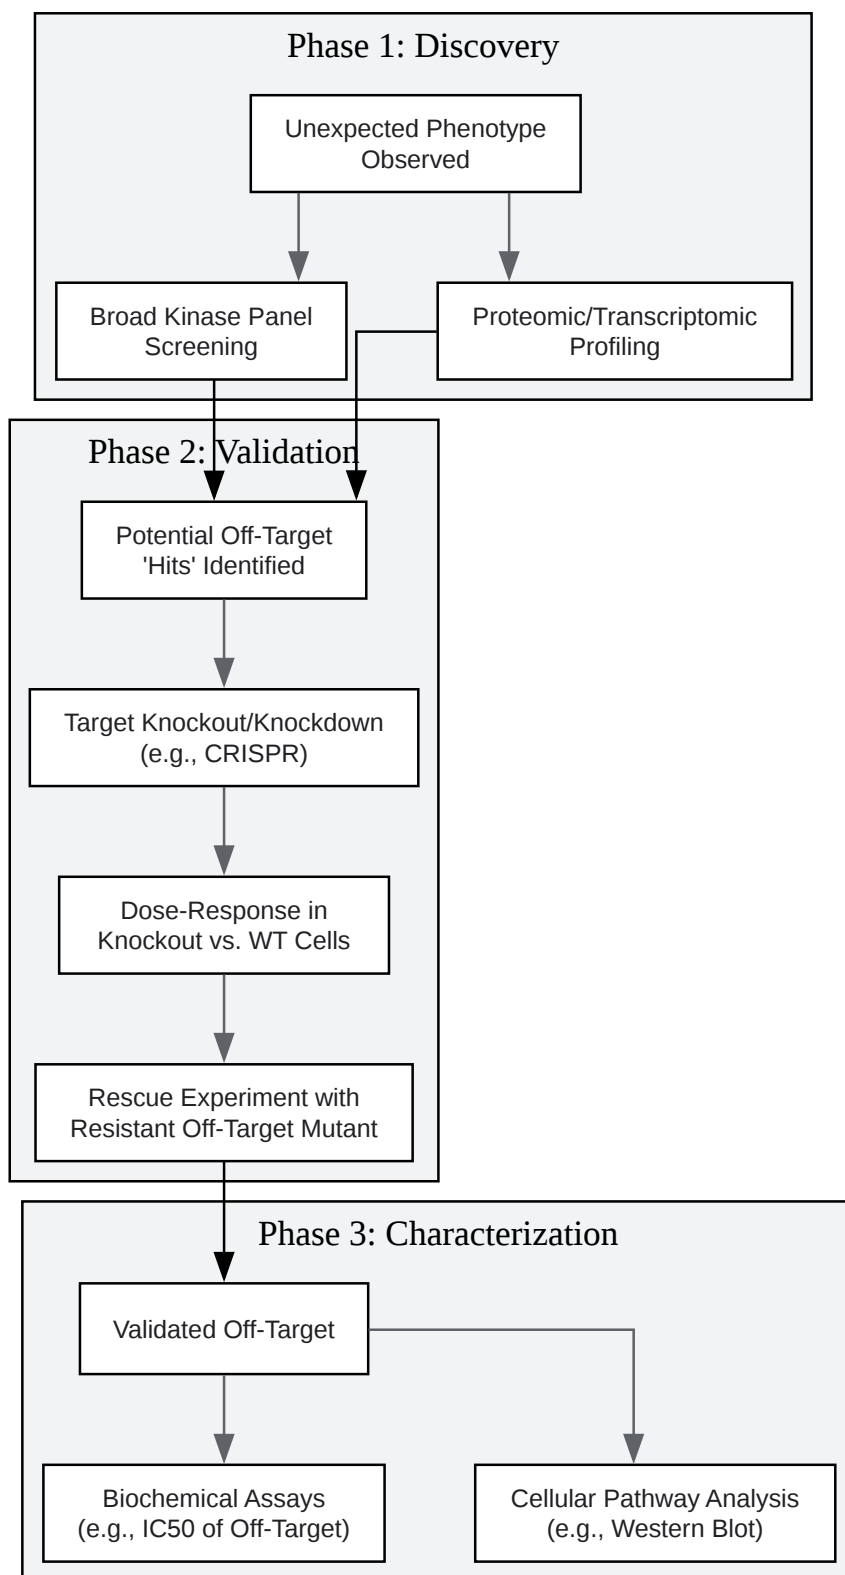 Phase 1: Discovery
Unexpected Phenotype
Observed
Broad Kinase Panel
Screening
Proteomic/Transcriptomic
Profiling
Phase 2: Validation
Potential Off-Target
'Hits' Identified
Target Knockout/Knockdown
(e.g., CRISPR)
Dose-Response in
Knockout vs. WT Cells
Rescue Experiment with
Resistant Off-Target Mutant
Phase 3: Characterization
Validated Off-Target
Biochemical Assays
(e.g., IC50 of Off-Target)
Cellular Pathway Analysis
(e.g., Western Blot)